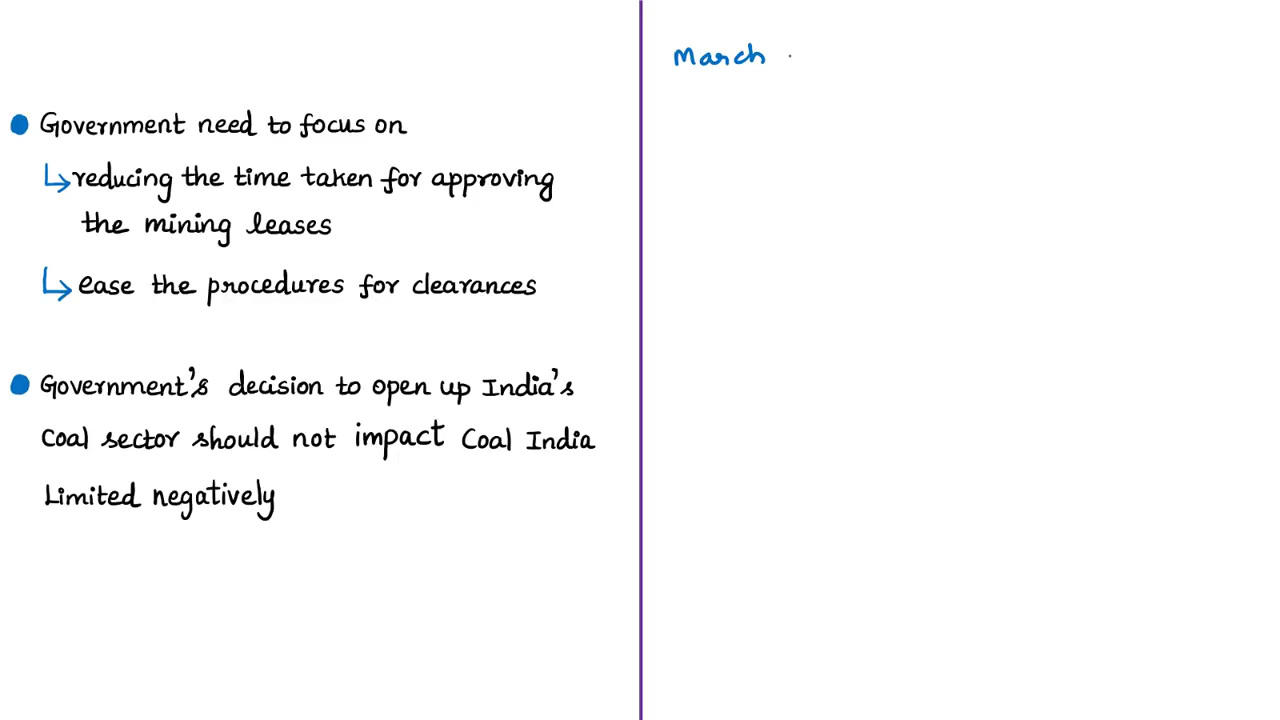 Government need to focus on
reducing the time taken for approving
the mining leases
ease the procedures for clearances
Government's decision to open up India's
Coal sector should not impact Coal India
Limited negatively
March